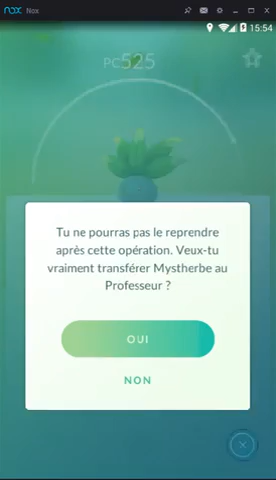 nox Nox
15:54
PC525
Tu ne pourras pas le reprendre
après cette opération. Veux-tu
vraiment transférer Mystherbe au
Professeur ?
OUI
NON